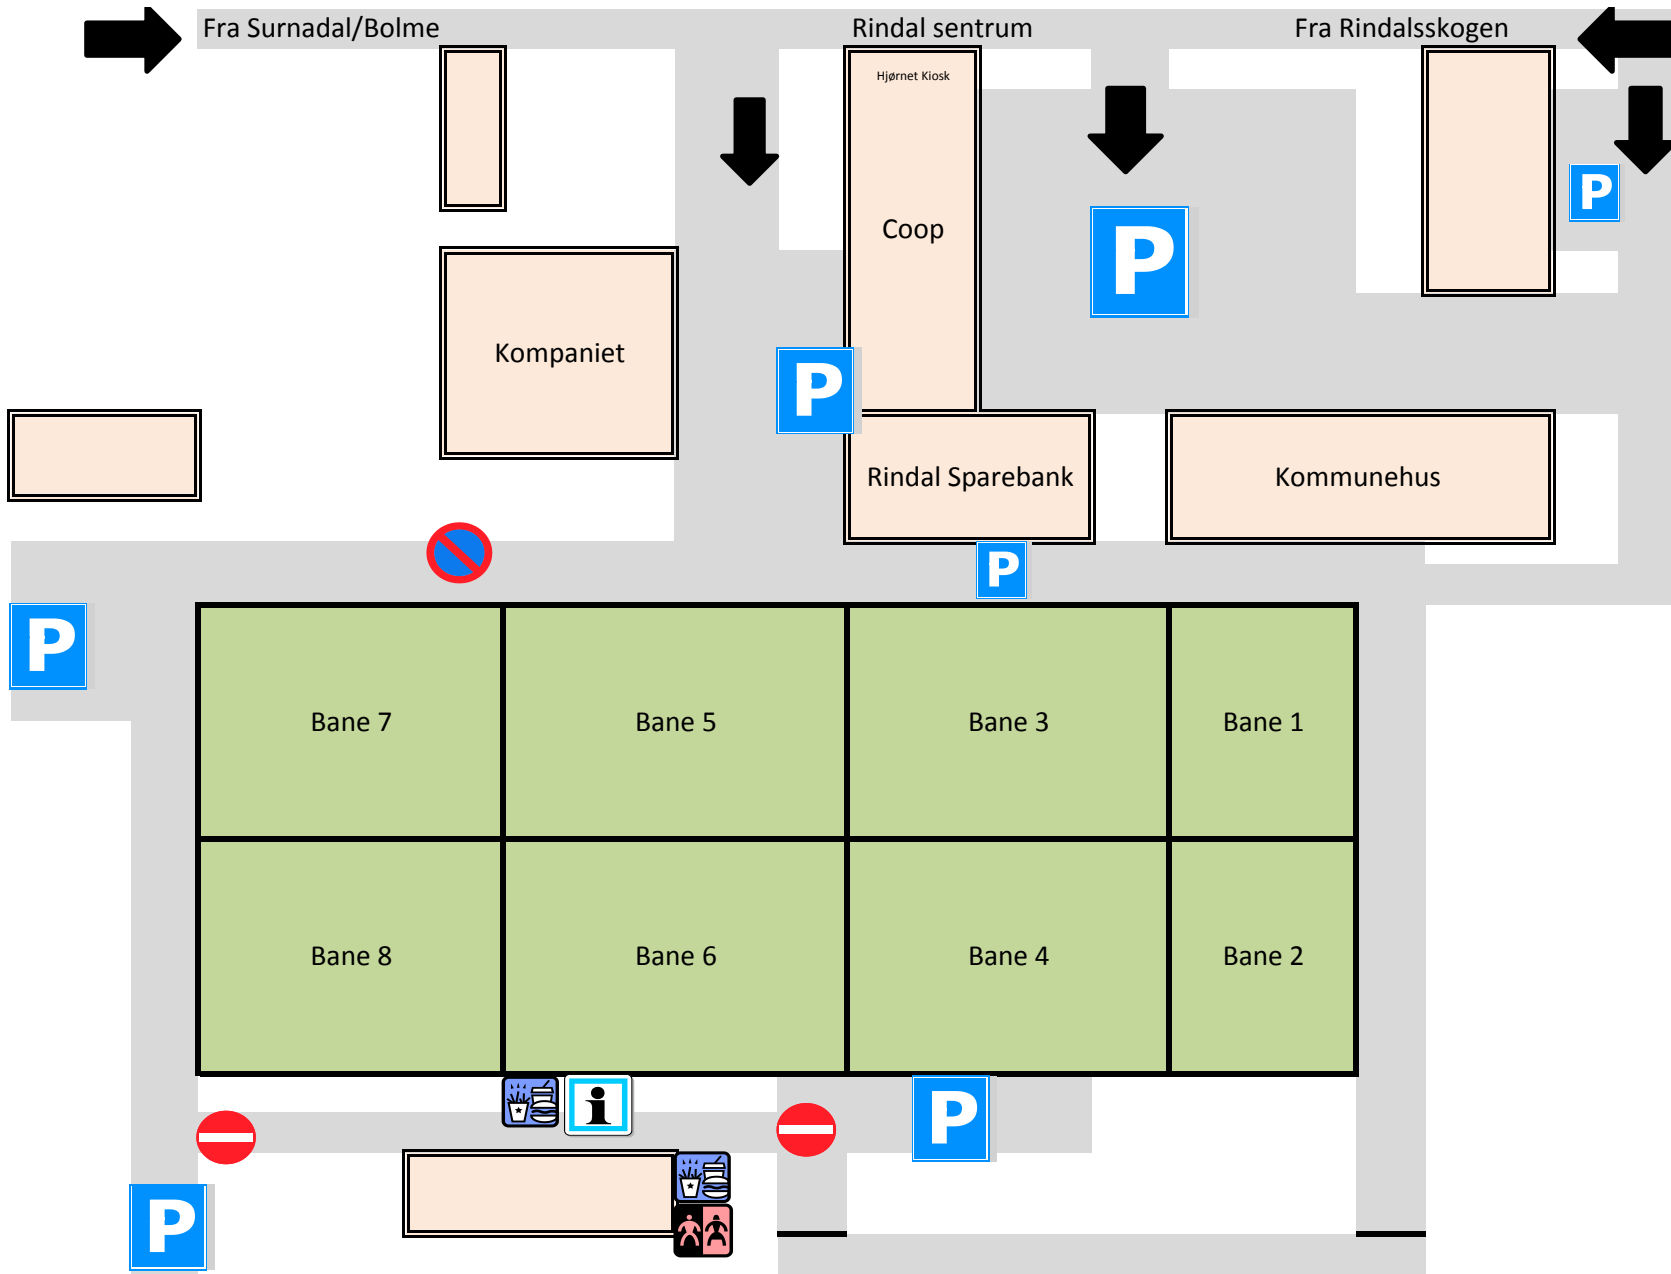 Fra Surnadal/Bolme
Rindal sentrum
Fra Rindalsskogen
Hjørnet Kiosk
P
Coop
P
Kompaniet
P
Rindal Sparebank
Kommunehus
P
P
Bane 7
Bane 5
Bane 3
Bane 1
Bane 8
Bane 6
Bane 4
Bane 2
i
P
P